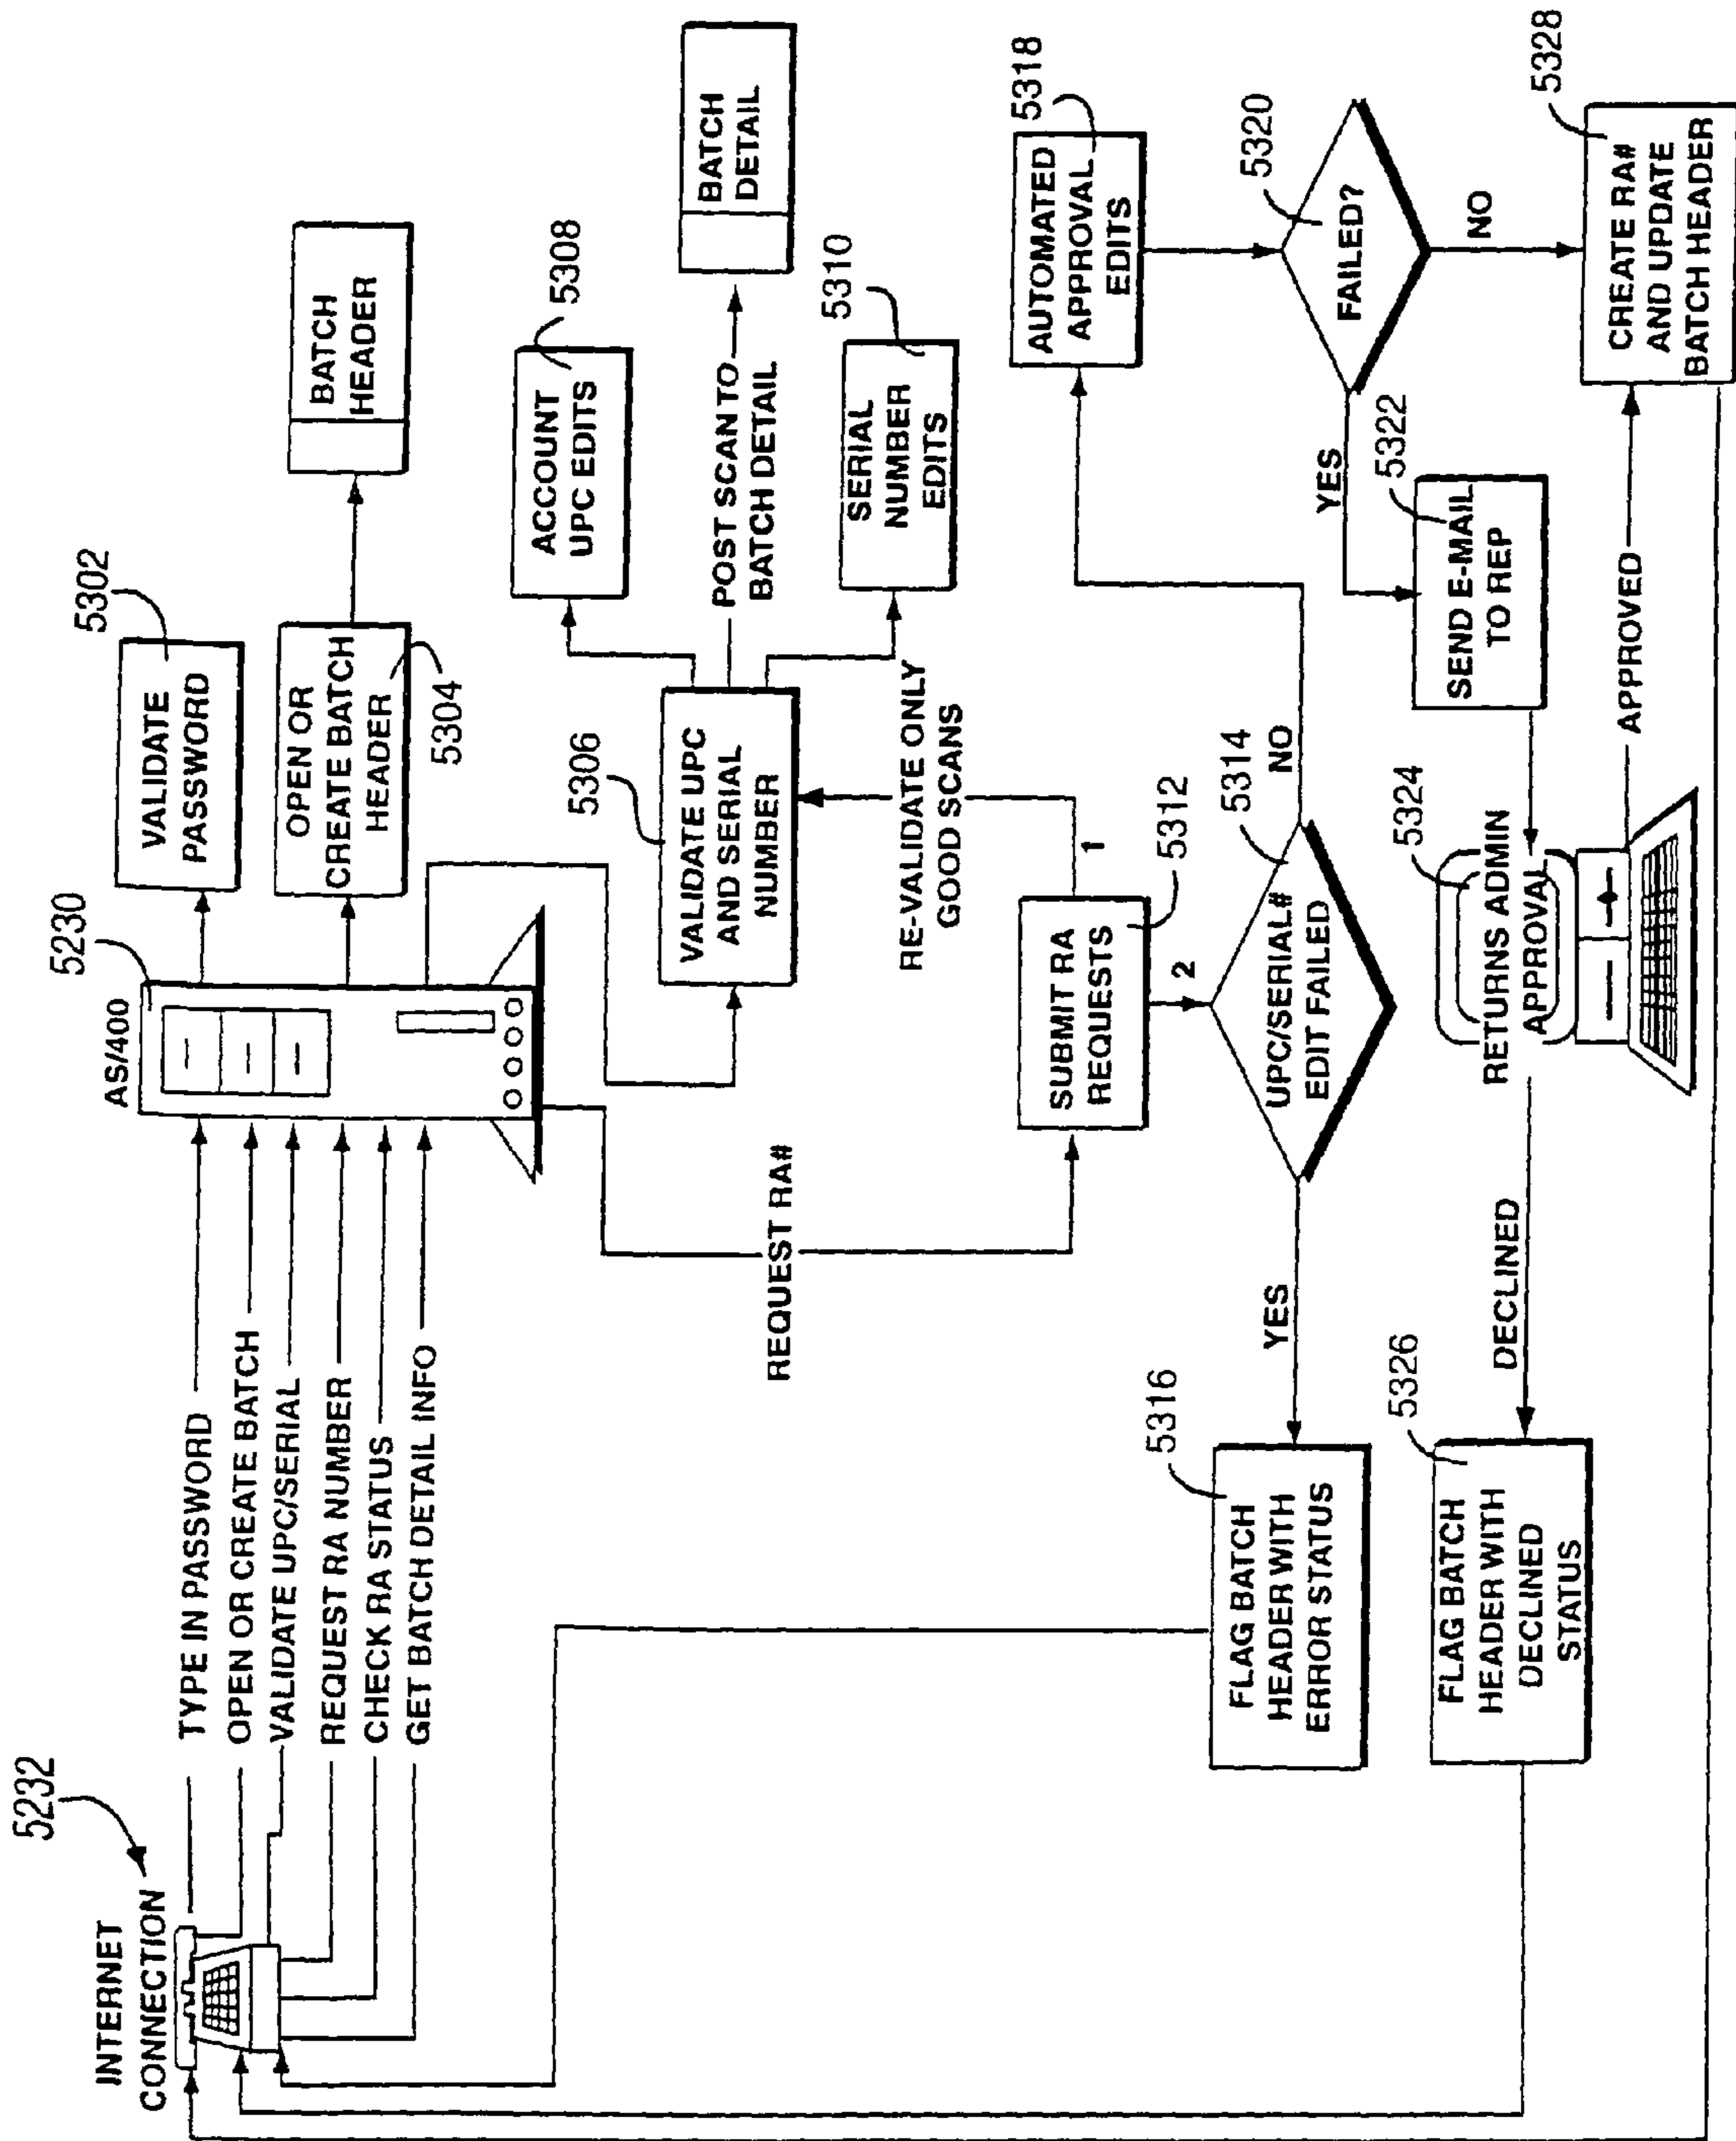 5232
INTERNET
CONNECTION
TYPE IN PASSWORD
OPEN OR CREATE BATCH
VALIDATE UPC/SERIAL
REQUEST RA NUMBER
CHECK RA STATUS
GET BATCH DETAIL INFO
AS/400
5230
VALIDATE
PASSWORD
5302
OPEN OR
CREATE BATCH
HEADER
5304
BATCH
HEADER
5306
VALIDATE UPC
AND SERIAL
NUMBER
ACCOUNT
UPC EDITS
5308
POST SCAN TO
BATCH DETAIL
BATCH
DETAIL
SERIAL
NUMBER
EDITS
5310
REQUEST RA#
RE-VALIDATE ONLY
GOOD SCANS
1
SUBMIT RA
REQUESTS
5312
2
UPC/SERIAL#
EDIT FAILED
5314
YES
NO
5316
FLAG BATCH
HEADER WITH
ERROR STATUS
AUTOMATED
APPROVAL
EDITS
5318
FAILED?
5320
YES
NO
SEND E-MAIL
TO REP
5322
RETURNS ADMIN
APPROVAL
5324
DECLINED
APPROVED
5326
FLAG BATCH
HEADER WITH
DECLINED
STATUS
CREATE RA#
AND UPDATE
BATCH HEADER
5328